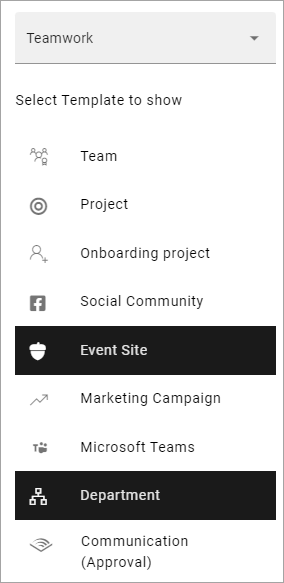 Teamwork
Select Template to show
Team
Project
Onboarding project
Social Community
Event Site
Marketing Campaign
Microsoft Teams
Department
Communication
(Approval)